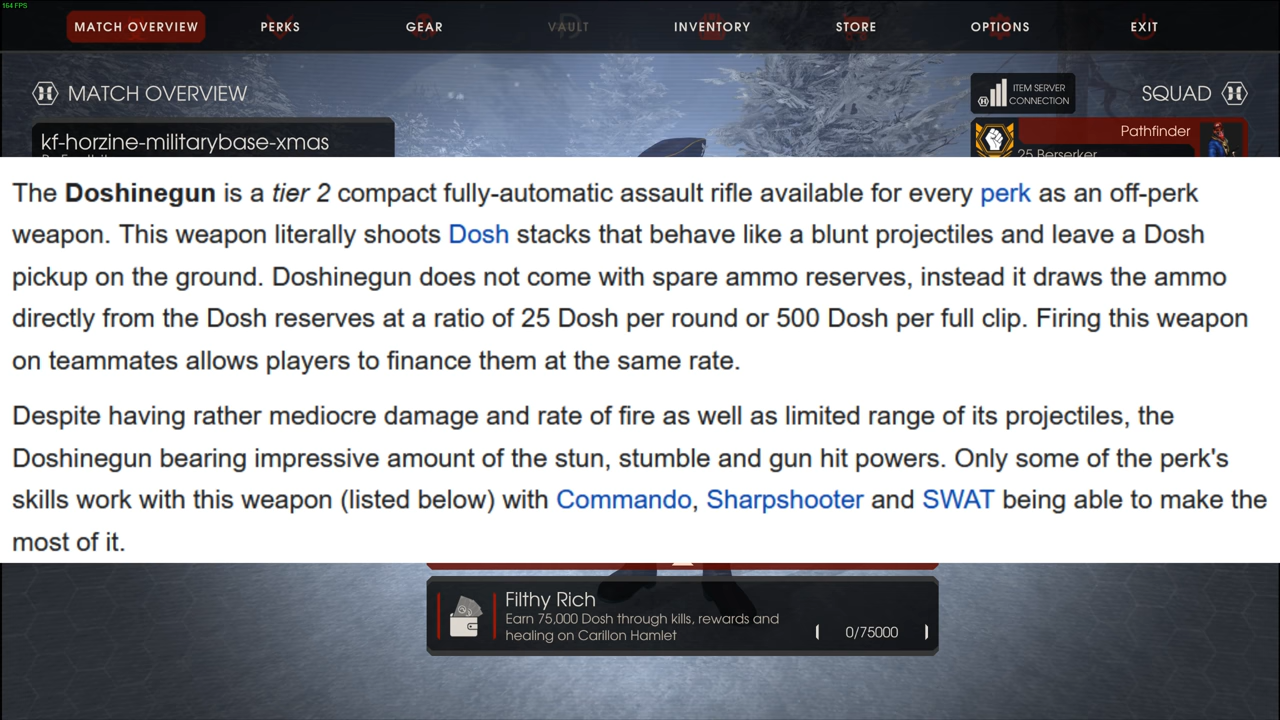 164 FPS
MATCH OVERVIEW PERKS GEAR VAULT INVENTORY STORE OPTIONS EXIT
MATCH OVERVIEW
ITEM SERVER
CONNECTION
SQUAD
kf-horzine-militarybase-xmas
Pathfinder
25 Berserker
The Doshinegun is a tier 2 compact fully-automatic assault rifle available for every perk as an off-perk
weapon. This weapon literally shoots Dosh stacks that behave like a blunt projectiles and leave a Dosh
pickup on the ground. Doshinegun does not come with spare ammo reserves, instead it draws the ammo
directly from the Dosh reserves at a ratio of 25 Dosh per round or 500 Dosh per full clip. Firing this weapon
on teammates allows players to finance them at the same rate.
Despite having rather mediocre damage and rate of fire as well as limited range of its projectiles, the
Doshinegun bearing impressive amount of the stun, stumble and gun hit powers. Only some of the perk's
skills work with this weapon (listed below) with Commando, Sharpshooter and SWAT being able to make the
most of it.
Filthy Rich
Earn 75,000 Dosh through kills, rewards and
healing on Carillon Hamlet
0/75000